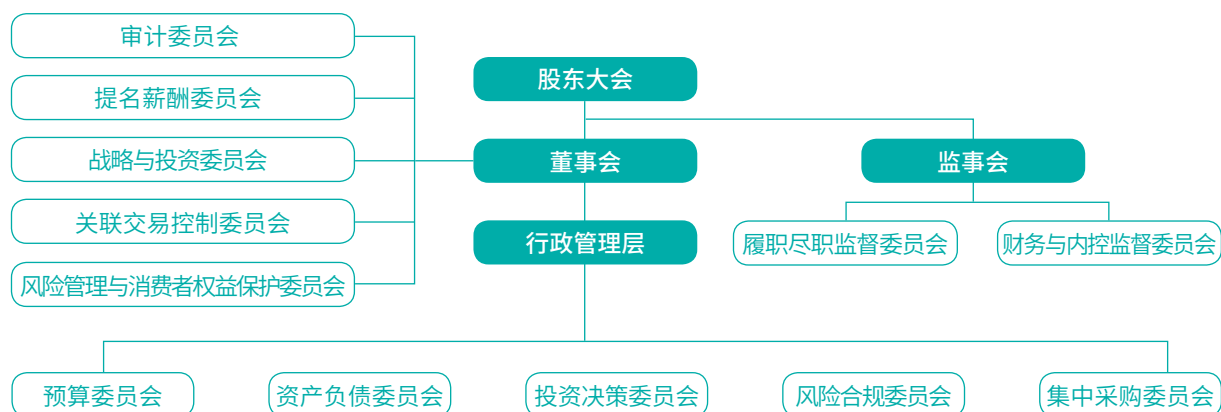 审计委员会
提名薪酬委员会
战略与投资委员会
关联交易控制委员会
风险管理与消费者权益保护委员会
股东大会
董事会
监事会
行政管理层
履职尽职监督委员会
财务与内控监督委员会
预算委员会
资产负债委员会
投资决策委员会
风险合规委员会
集中采购委员会